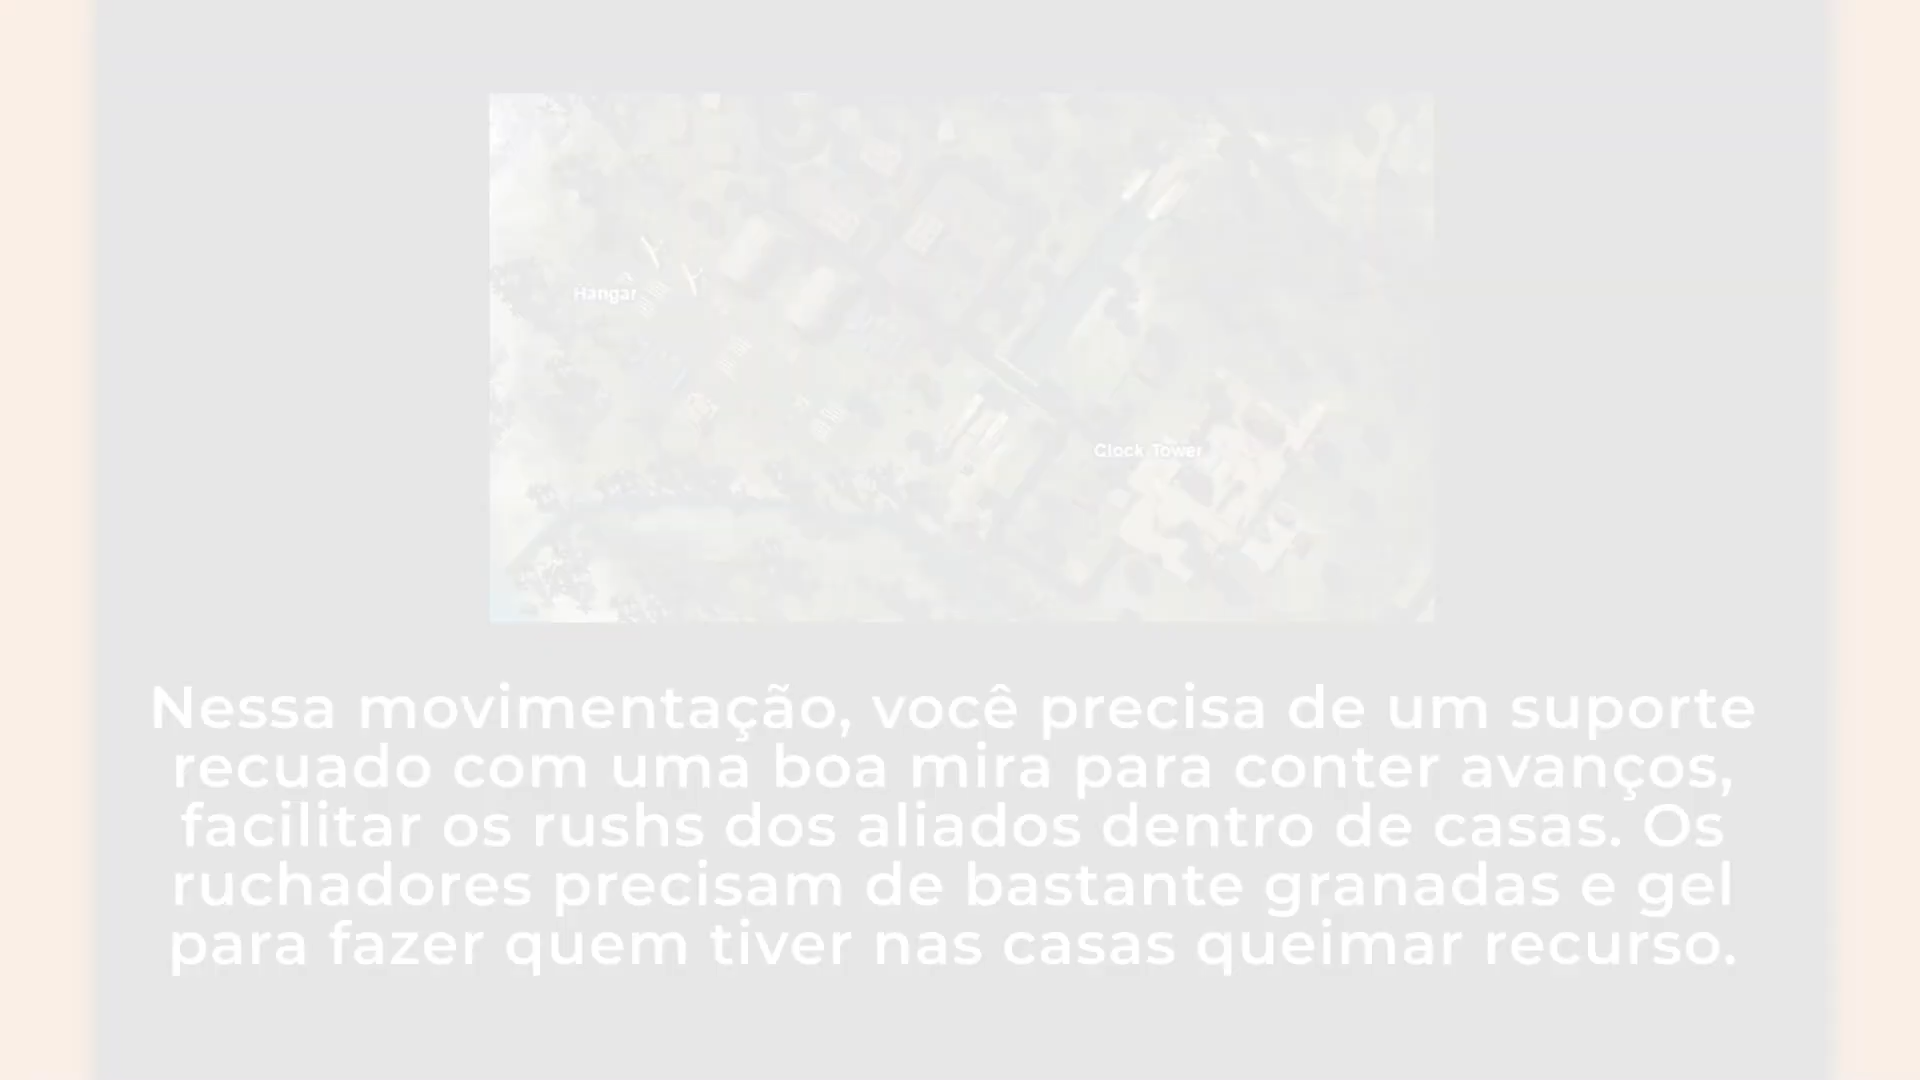 Hangar
Clock Tower
Nessa movimentação, você precisa de um suporte
recuado com uma boa mira para conter avanços,
facilitar os rushs dos aliados dentro de casas. Os
ruchadores precisam de bastante granadas e gel
para fazer quem tiver nas casas queimar recurso.